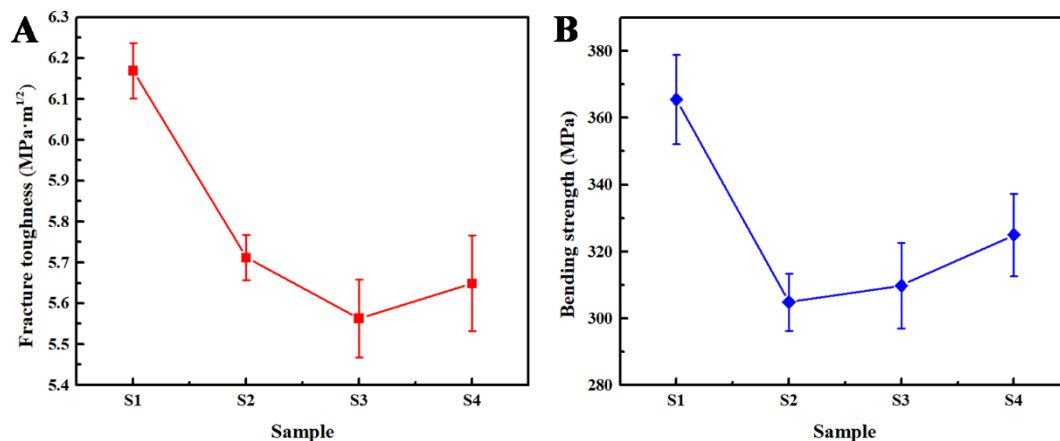 A
Fracture toughness (MPa·m^1/2)
6.3
6.2
6.1
6.0
5.9
5.8
5.7
5.6
5.5
5.4
S1 S2 S3 S4
Sample
B
Bending strength (MPa)
380
360
340
320
300
280
S1 S2 S3 S4
Sample